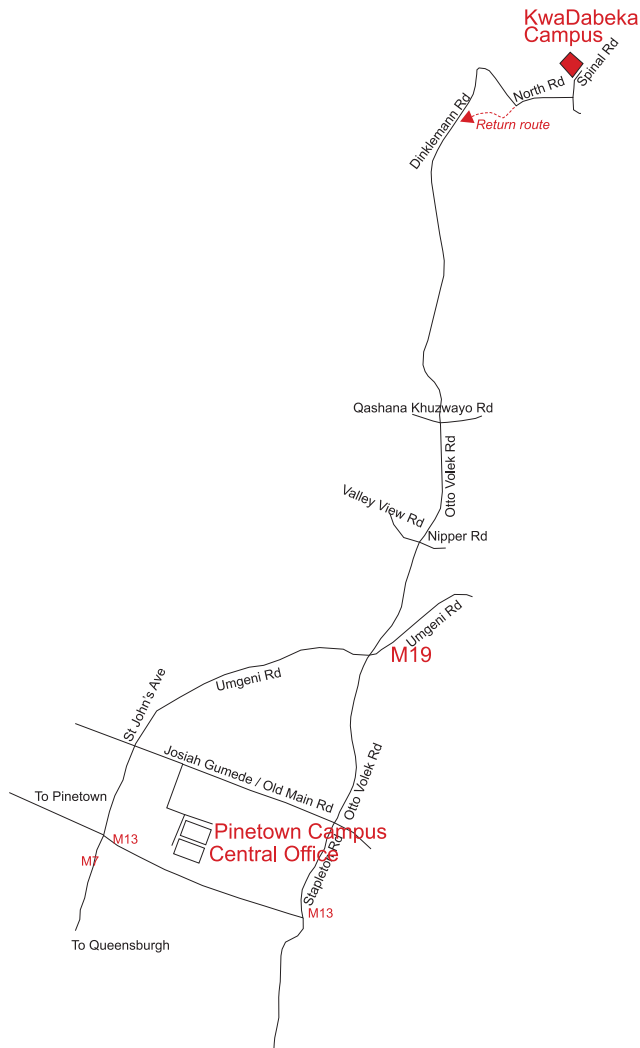 KwaDabeka
Campus
Spinal Rd
North Rd
Dinklemann Rd
Return route
Qashana Khuzwayo Rd
Otto Volek Rd
Valley View Rd
Nipper Rd
Umgeni Rd
M19
Umgeni Rd
St John's Ave
Josiah Gumede / Old Main Rd
Otto Volek Rd
To Pinetown
Pinetown Campus
Central Office
M13
M7
Stapleton Rd
M13
To Queensburgh